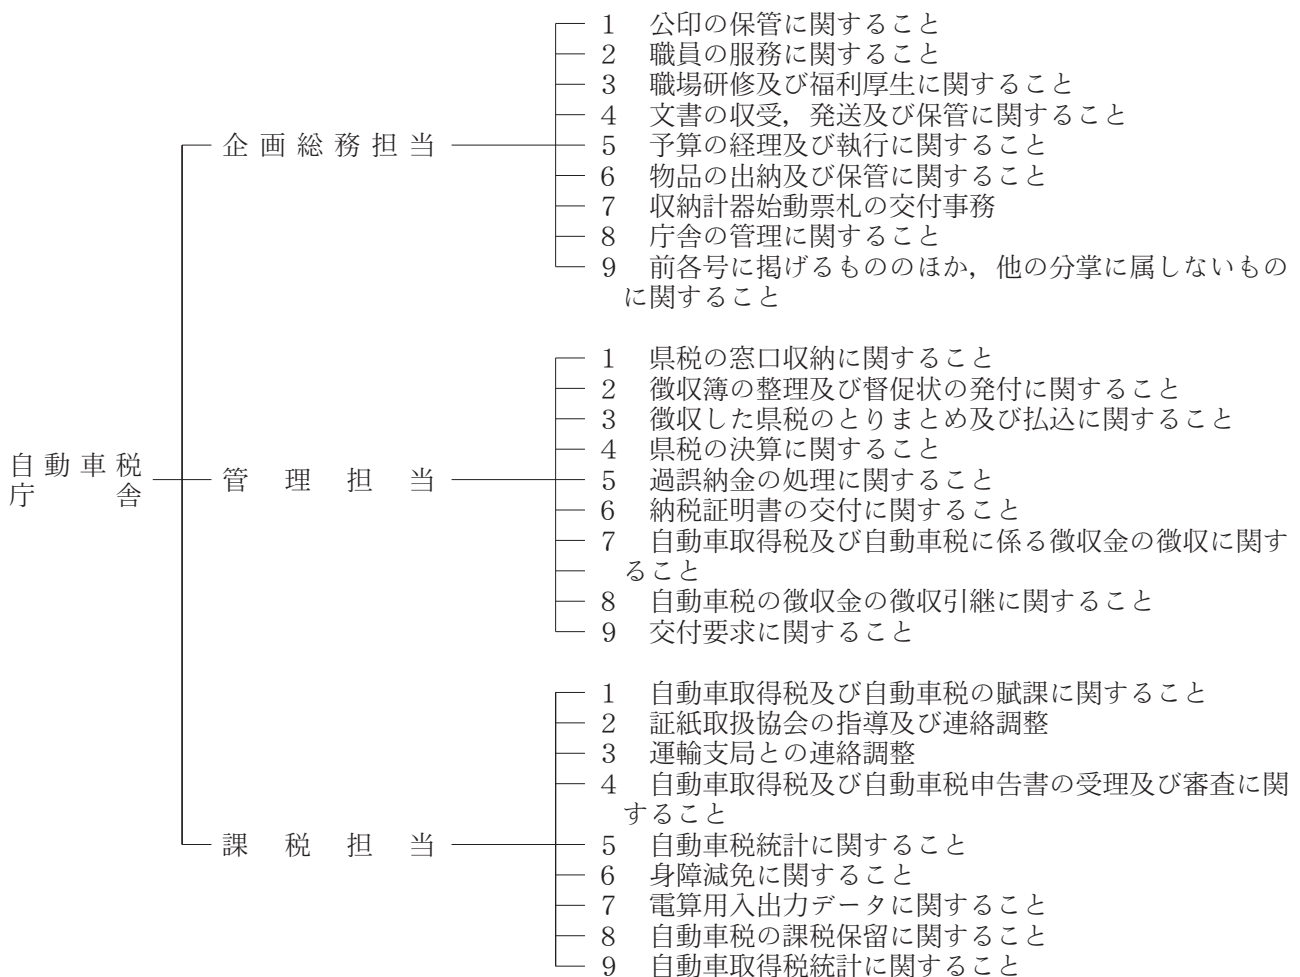 自動車税
庁舎
企画総務担当
1 公印の保管に関すること
2 職員の服務に関すること
3 職場研修及び福利厚生に関すること
4 文書の収受，発送及び保管に関すること
5 予算の経理及び執行に関すること
6 物品の出納及び保管に関すること
7 収納計器始動票札の交付事務
8 庁舎の管理に関すること
9 前各号に掲げるもののほか，他の分掌に属しないもの
に関すること
管理担当
1 県税の窓口収納に関すること
2 徴収簿の整理及び督促状の発付に関すること
3 徴収した県税のとりまとめ及び払込に関すること
4 県税の決算に関すること
5 過誤納金の処理に関すること
6 納税証明書の交付に関すること
7 自動車取得税及び自動車税に係る徴収金の徴収に関す
ること
8 自動車税の徴収金の徴収引継に関すること
9 交付要求に関すること
課税担当
1 自動車取得税及び自動車税の賦課に関すること
2 証紙取扱協会の指導及び連絡調整
3 運輸支局との連絡調整
4 自動車取得税及び自動車税申告書の受理及び審査に関
すること
5 自動車税統計に関すること
6 身障減免に関すること
7 電算用入出力データに関すること
8 自動車税の課税保留に関すること
9 自動車取得税統計に関すること